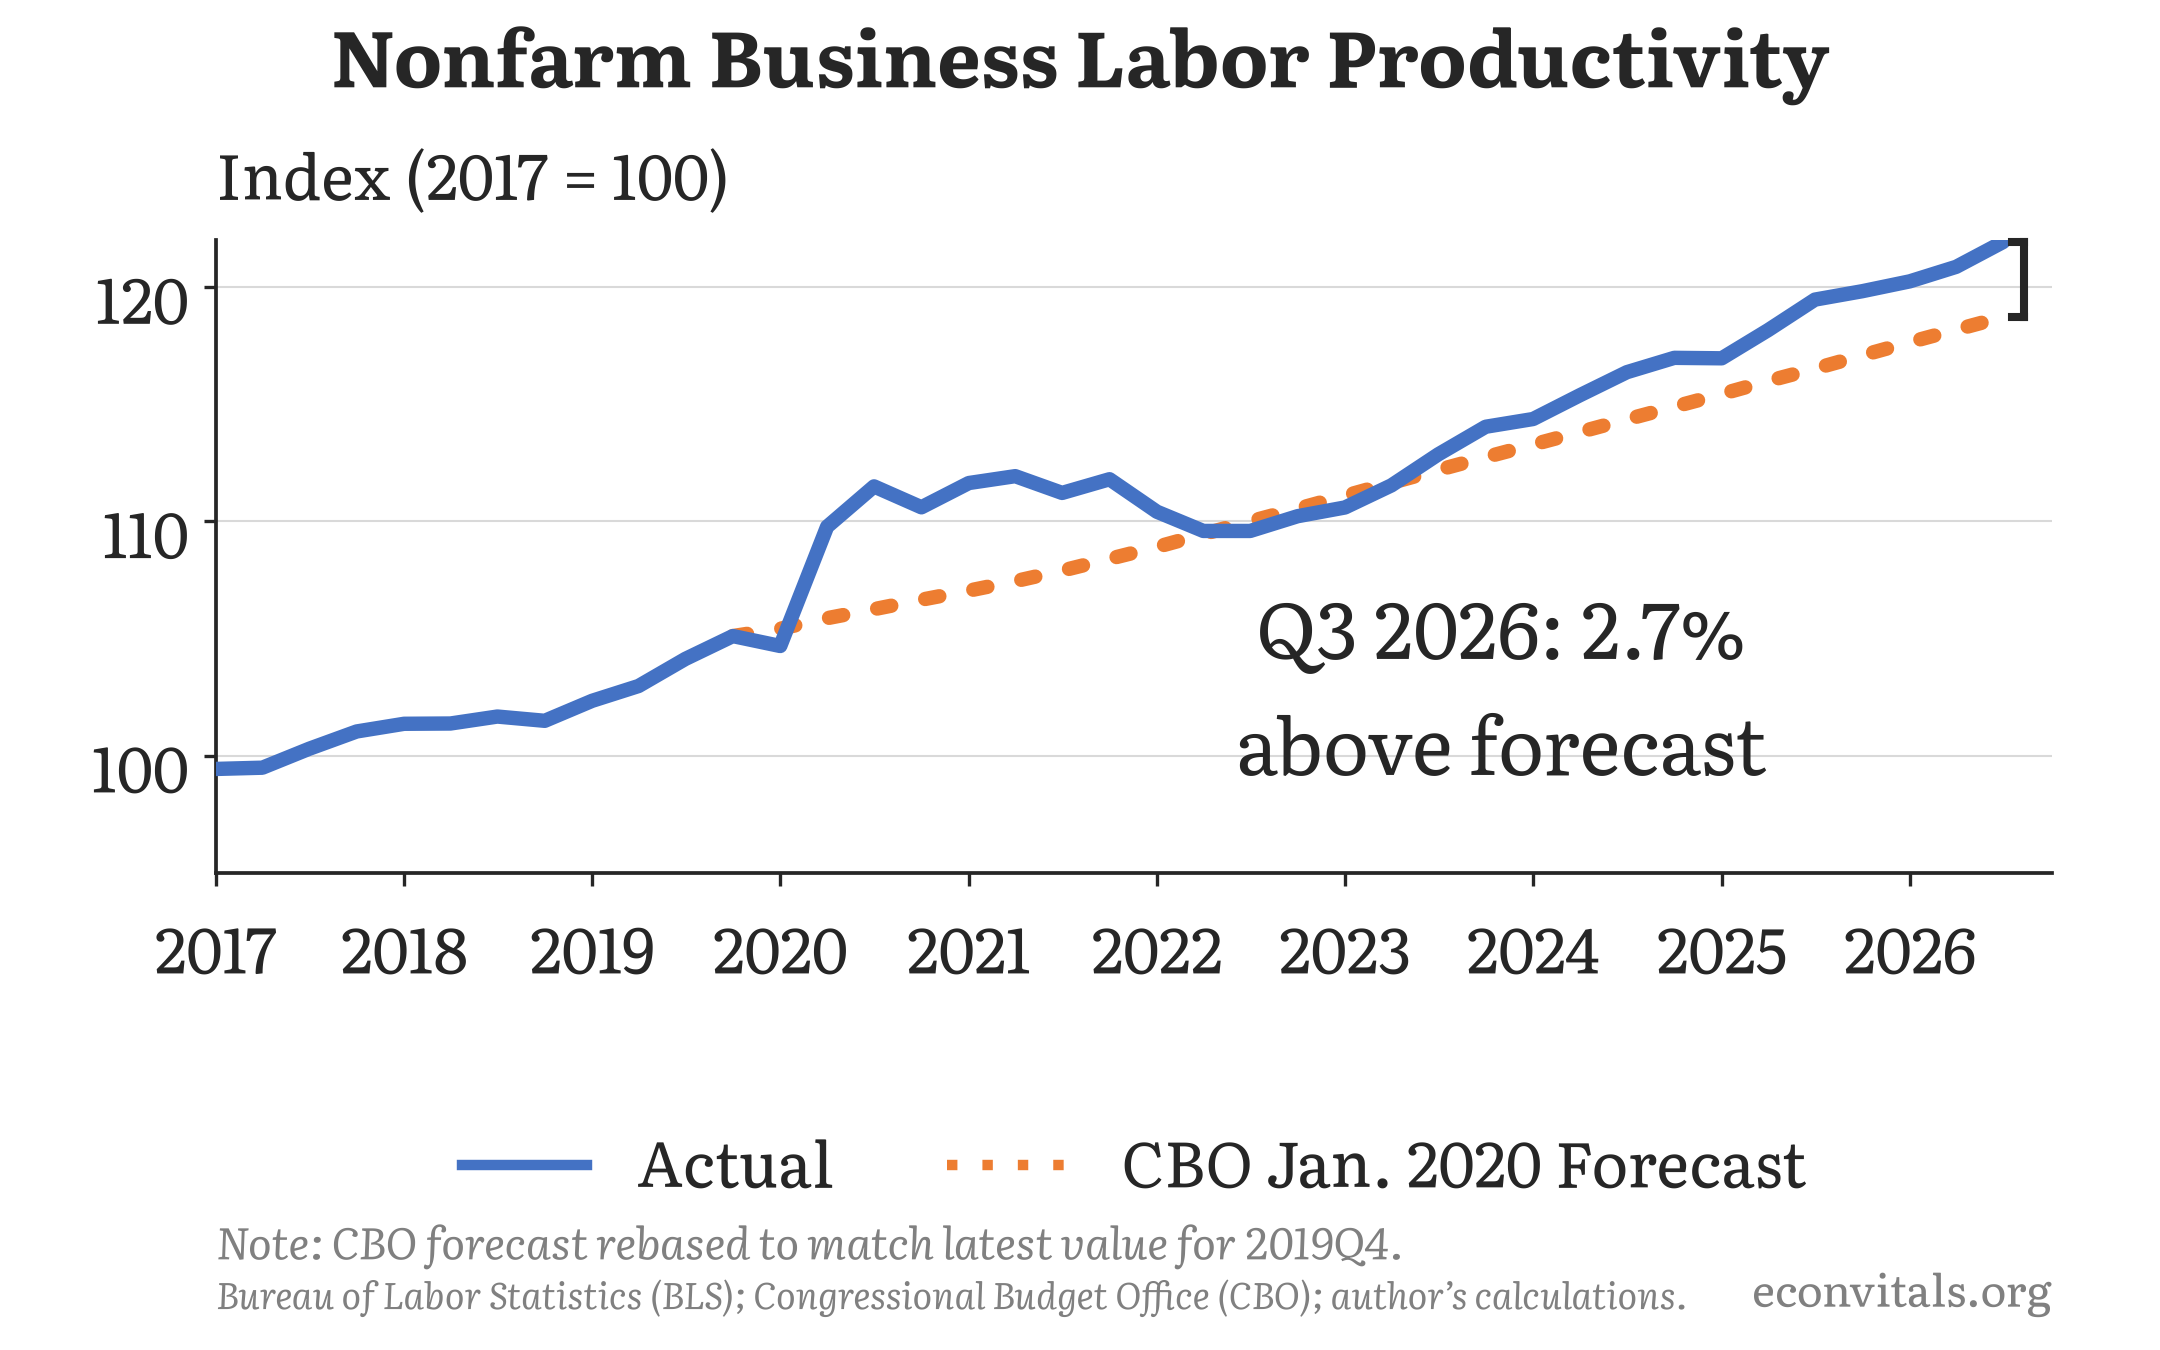 Nonfarm Business Labor Productivity
Index (2017 = 100)
120
110
100
2017 2018 2019 2020 2021 2022 2023 2024 2025 2026
Q3 2026: 2.7%
above forecast
Actual CBO Jan. 2020 Forecast
Note: CBO forecast rebased to match latest value for 2019Q4.
Bureau of Labor Statistics (BLS); Congressional Budget Office (CBO); author's calculations. econvitals.org